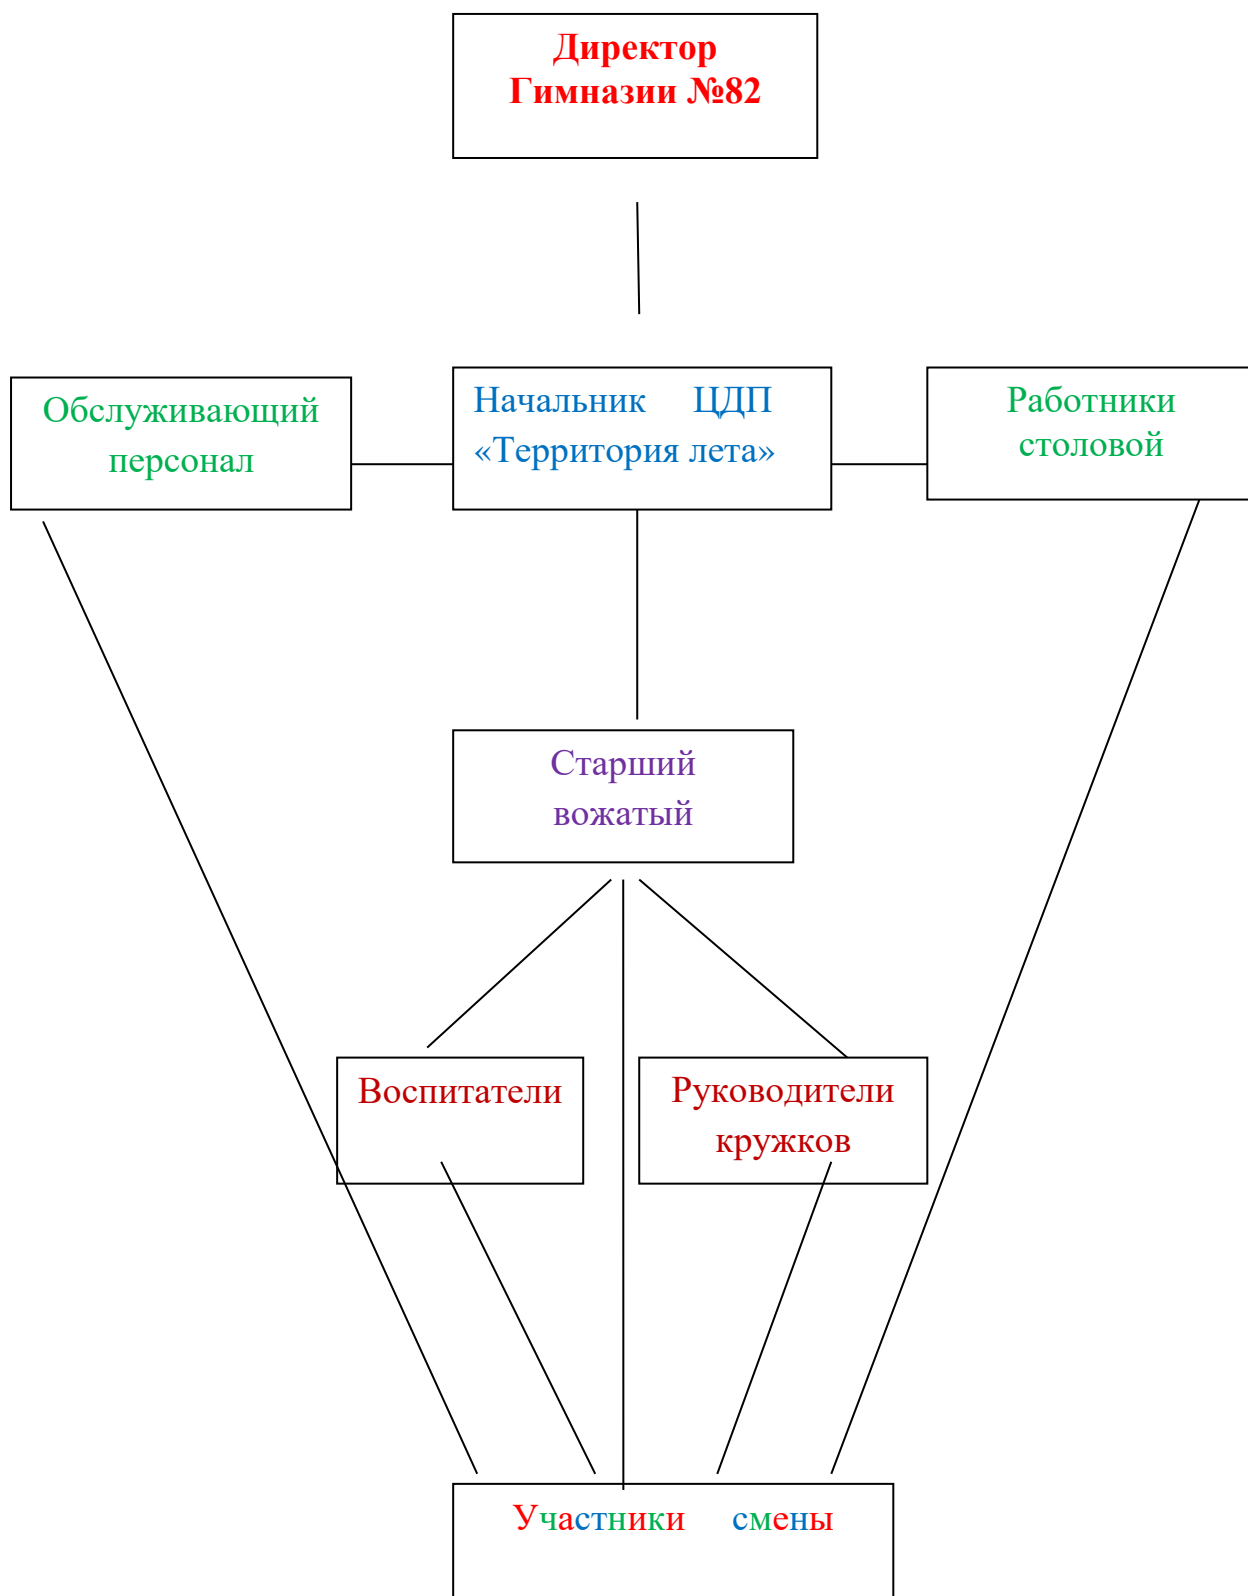 Директор
Гимназии №82
Обслуживающий
персонал
Начальник ЦДП
«Территория лета»
Работники
столовой
Старший
вожатый
Воспитатели
Руководители
кружков
Участники смены